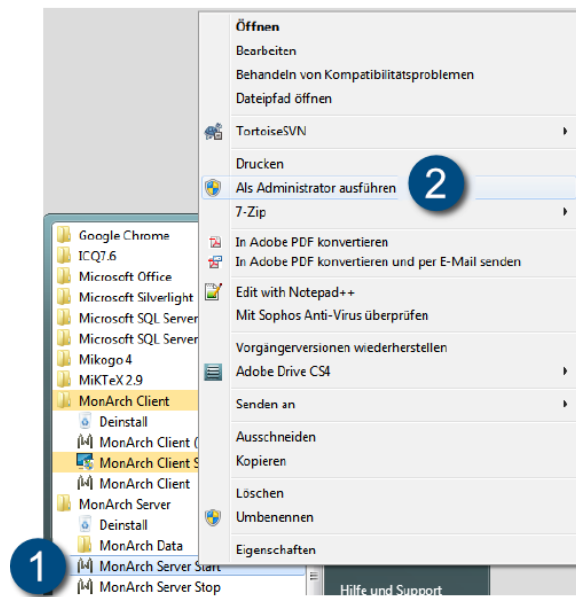 Öffnen
Bearbeiten
Behandeln von Kompatibilitätsproblemen
Dateipfad öffnen
TortoiseSVN
Drucken
Als Administrator ausführen
2
7-Zip
In Adobe PDF konvertieren
In Adobe PDF konvertieren und per E-Mail senden
Edit with Notepad++
Mit Sophos Anti-Virus überprüfen
Vorgängerversionen wiederherstellen
Adobe Drive CS4
Senden an
Ausschneiden
Kopieren
Löschen
Umbenennen
Eigenschaften
Google Chrome
ICQ7.6
Microsoft Office
Microsoft Silverlight
Microsoft SQL Server
Microsoft SQL Server
Mikogo 4
MiKTeX 2.9
MonArch Client
Deinstall
MonArch Client (
MonArch Client S
MonArch Client
MonArch Server
Deinstall
MonArch Data
1
MonArch Server Start
MonArch Server Stop
Hilfe und Support